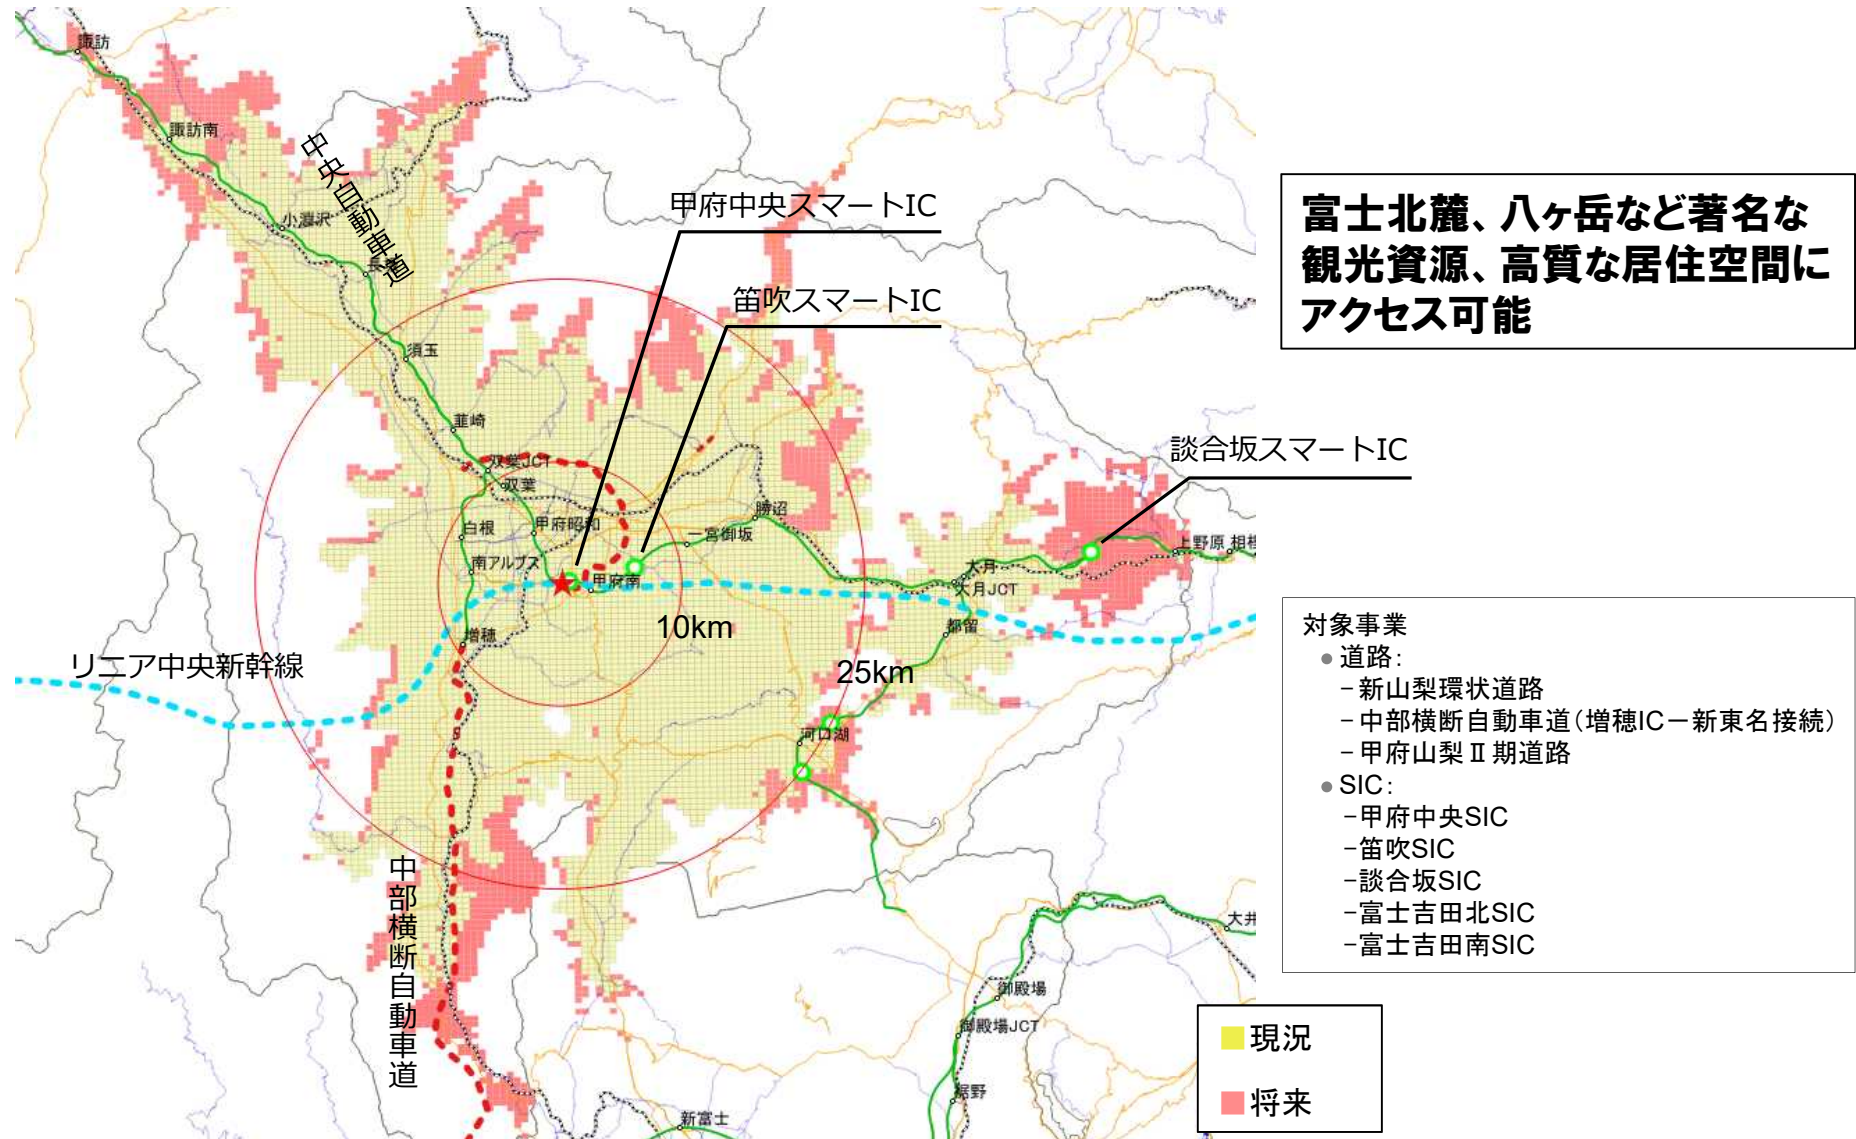 諏訪
諏訪南
中央自動車道
小淵沢
長坂
甲府中央スマートIC
笛吹スマートIC
富士北麓、八ヶ岳など著名な
観光資源、高質な居住空間に
アクセス可能
須玉
韮崎
談合坂スマートIC
双葉JCT
双葉
白根
甲府昭和
勝沼
一宮御坂
上野原
南アルプス
甲府南
大月
大月JCT
10km
増穂
都留
リニア中央新幹線
25km
河口湖
対象事業
●道路:
−新山梨環状道路
−中部横断自動車道(増穂IC−新東名接続)
−甲府山梨Ⅱ期道路
●SIC:
−甲府中央SIC
−笛吹SIC
−談合坂SIC
−富士吉田北SIC
−富士吉田南SIC
中部横断自動車道
大井
御殿場
御殿場JCT
裾野
新富士
現況
将来